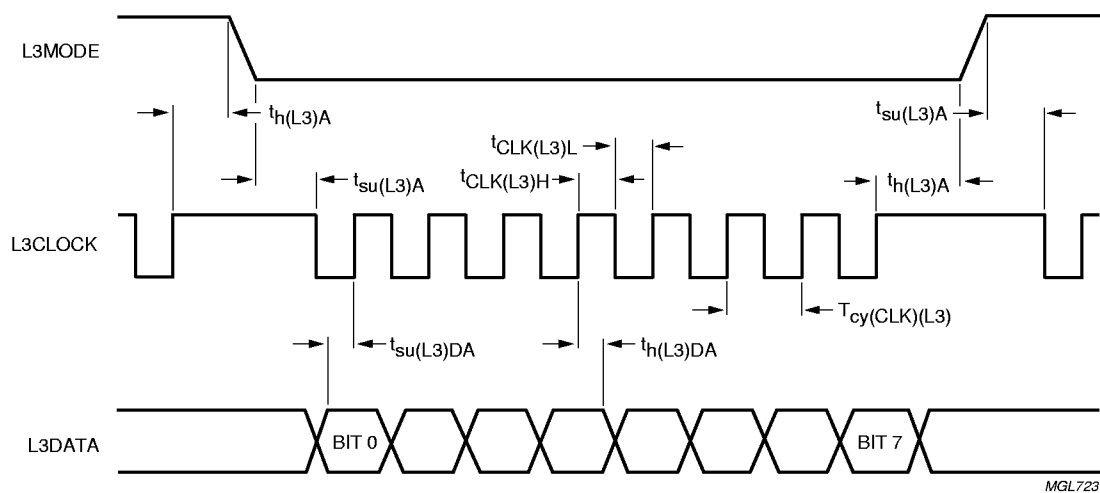 L3MODE
th(L3)A
tsu(L3)A
tCLK(L3)L
tsu(L3)A
tCLK(L3)H
th(L3)A
L3CLOCK
Tcy(CLK)(L3)
tsu(L3)DA
th(L3)DA
L3DATA
BIT 0
BIT 7
MGL723